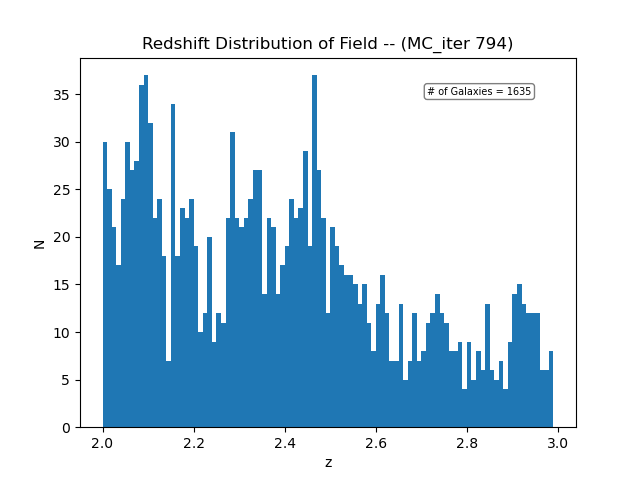 Redshift Distribution of Field -- (MC_iter 794)
# of Galaxies = 1635
35
30
25
20
15
10
5
0
N
2.0 2.2 2.4 2.6 2.8 3.0
z